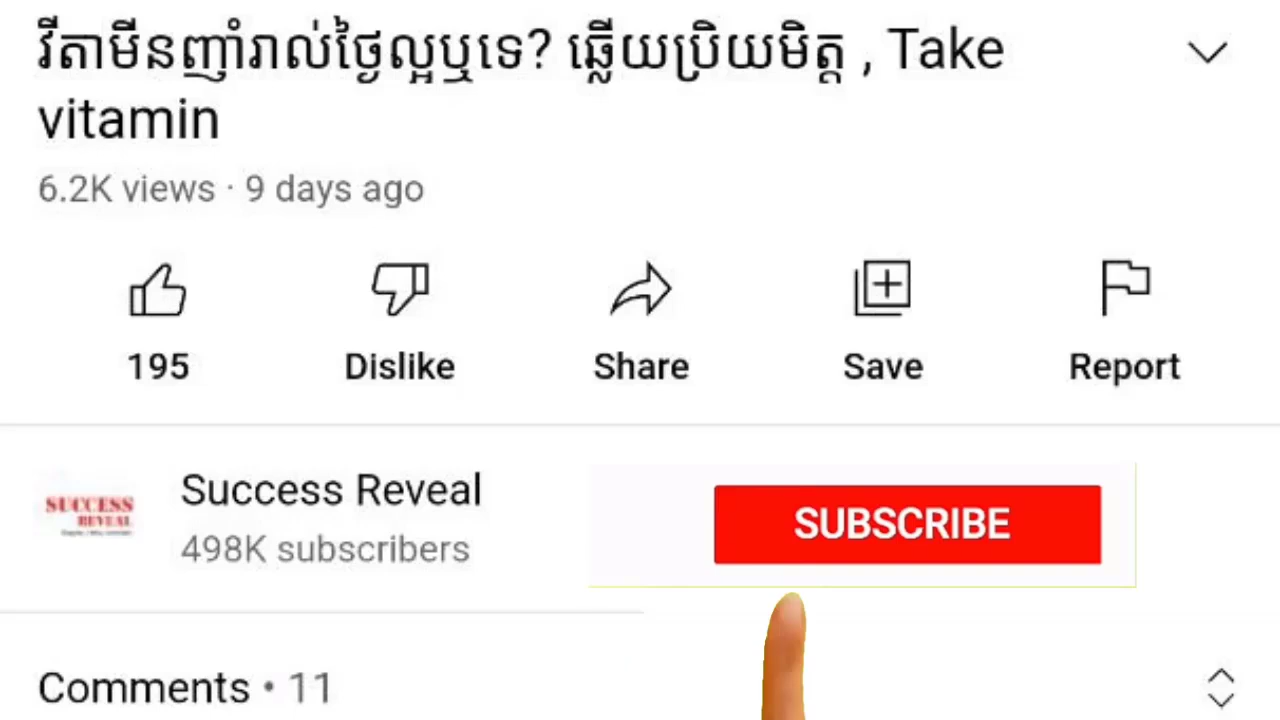 វីតាមីនញាំរាល់ថ្ងៃល្អឬទេ? ឆ្លើយប្រិយមិត្ត , Take
vitamin
6.2K views · 9 days ago
195 Dislike Share Save Report
SUCCESS
REVEAL
Success Reveal
498K subscribers
SUBSCRIBE
Comments • 11